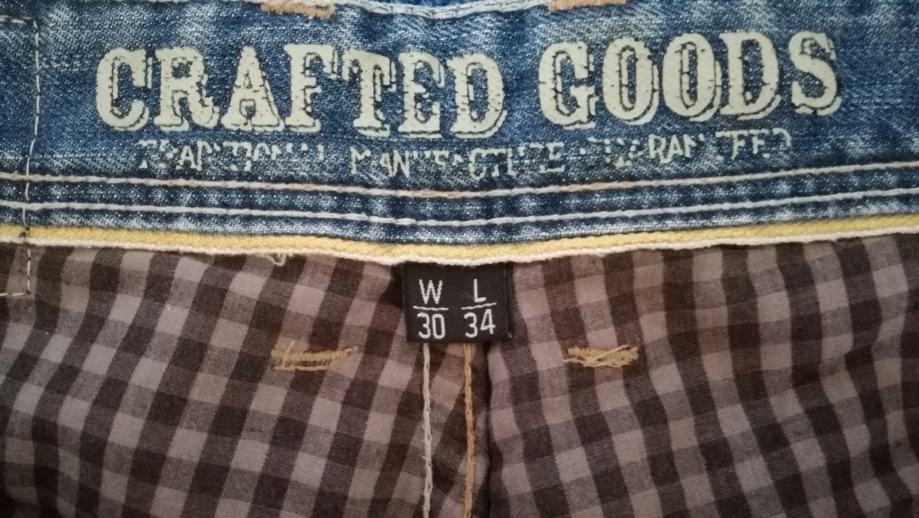 CRAFTED GOODS
TRADITIONAL MANUFACTURE GUARANTEED
W L
30 34